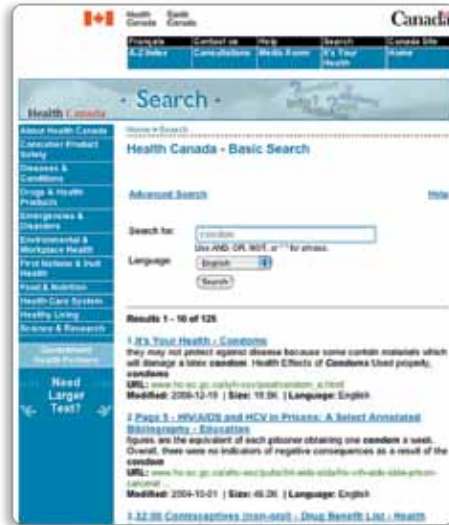 Health Santé
Canada Canada
Canada
Français Contact us Help Search Canada Site
A-Z Index Consultations Media Room It's Your Home
Health
Health Canada
- Search -
About Health Canada
Consumer Product
Safety
Diseases &
Conditions
Drugs & Health
Products
Emergencies &
Disasters
Environmental &
Workplace Health
First Nations & Inuit
Health
Food & Nutrition
Health Care System
Healthy Living
Science & Research
Need
Larger
Text?
Home > Search
Health Canada - Basic Search
Advanced Search Help
Search for: condom
Use AND, OR, NOT, or " " for phrase.
Language English
Search
Results 1 - 10 of 125
1. It's Your Health - Condoms
they may not protect against disease because some contain materials which
will damage a latex condom. Health Effects of Condoms Used properly,
condoms
URL:
Modified: 2006-12-18 | Size: | Language: English
2. Page 5 - HIV/AIDS and HCV in Prisons: A Select Annotated
Bibliography - Education
figures are the equivalent of each prisoner obtaining one condom a week.
Overall, there were no indicators of negative consequences as a result of the
condom
URL:
Modified: 2004-10-01 | Size: | Language: English
3. 32:00 Contraceptives (non-oral) - Drug Benefit List - Health